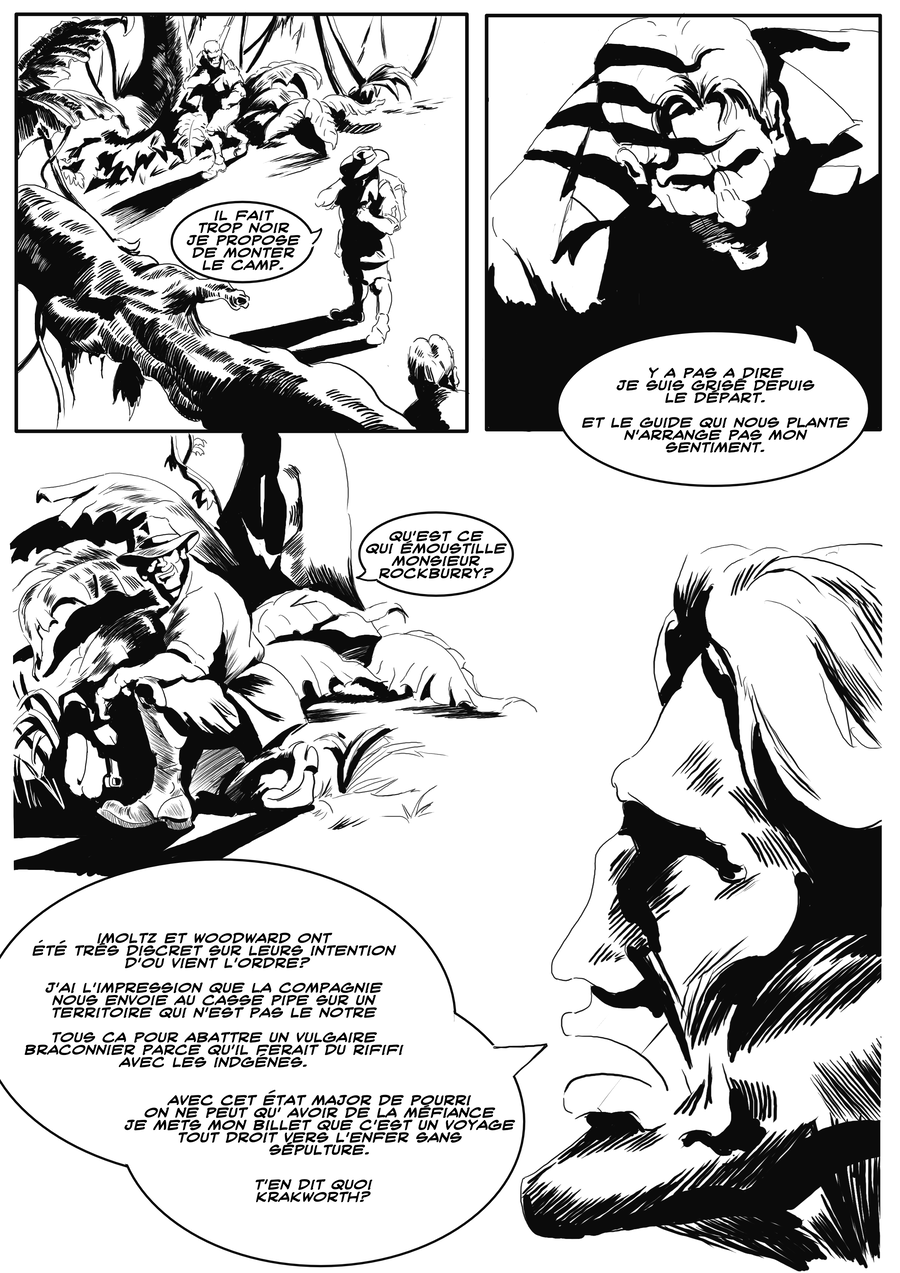 IL FAIT
TROP NOIR
JE PROPOSE
DE MONTER
LE CAMP.
Y A PAS A DIRE
JE SUIS GRISÉ DEPUIS
LE DÉPART.
ET LE GUIDE QUI NOUS PLANTE
N'ARRANGE PAS MON
SENTIMENT.
QU'EST CE
QUI ÉMOUSTILLE
MONSIEUR
ROCKBURRY?
IMOLTZ ET WOODWARD ONT
ÉTÉ TRÈS DISCRET SUR LEURS INTENTION
D'OU VIENT L'ORDRE?
J'AI L'IMPRESSION QUE LA COMPAGNIE
NOUS ENVOIE AU CASSE PIPE SUR UN
TERRITOIRE QUI N'EST PAS LE NOTRE
TOUS CA POUR ABATTRE UN VULGAIRE
BRACONNIER PARCE QU'IL FERAIT DU RIFIFI
AVEC LES INDGÈNES.
AVEC CET ÉTAT MAJOR DE POURRI
ON NE PEUT QU' AVOIR DE LA MÉFIANCE
JE METS MON BILLET QUE C'EST UN VOYAGE
TOUT DROIT VERS L'ENFER SANS
SÉPULTURE.
T'EN DIT QUOI
KRAKWORTH?